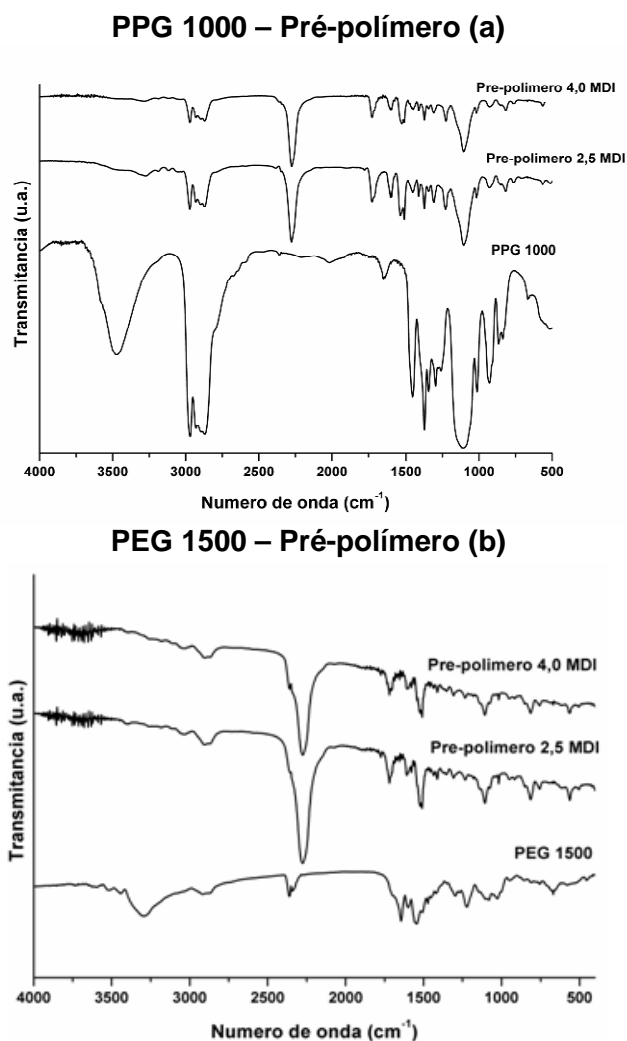 PPG 1000 – Pré-polímero (a)
Pre-polimero 4,0 MDI
Pre-polimero 2,5 MDI
PPG 1000
Transmitancia (u.a.)
4000 3500 3000 2500 2000 1500 1000 500
Numero de onda (cm⁻¹)
PEG 1500 – Pré-polímero (b)
Pre-polimero 4,0 MDI
Pre-polimero 2,5 MDI
PEG 1500
Transmitancia (u.a.)
4000 3500 3000 2500 2000 1500 1000 500
Numero de onda (cm⁻¹)